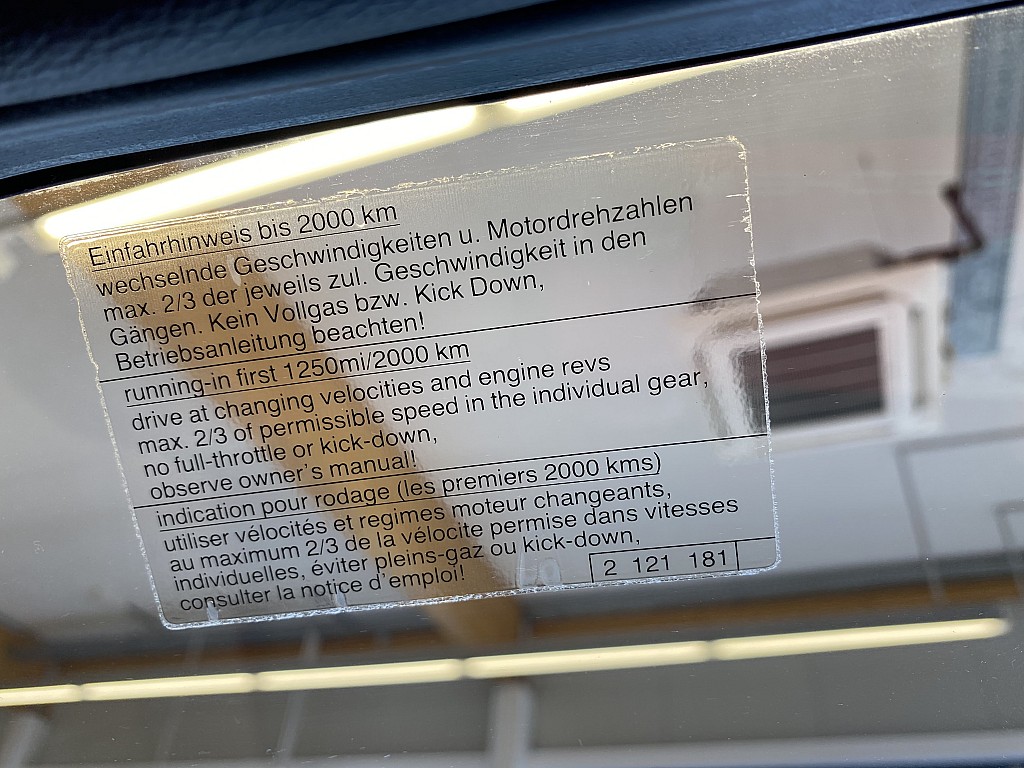 Einfahrhinweis bis 2000 km
wechselnde Geschwindigkeiten u. Motordrehzahlen
max. 2/3 der jeweils zul. Geschwindigkeit in den
Gängen. Kein Vollgas bzw. Kick Down,
Betriebsanleitung beachten!
running-in first 1250mi/2000 km
drive at changing velocities and engine revs
max. 2/3 of permissible speed in the individual gear,
no full-throttle or kick-down,
observe owner's manual!
indication pour rodage (les premiers 2000 kms)
utiliser vélocités et regimes moteur changeants,
au maximum 2/3 de la vélocite permise dans vitesses
individuelles, éviter pleins-gaz ou kick-down,
consulter la notice d'emploi!
2 121 181